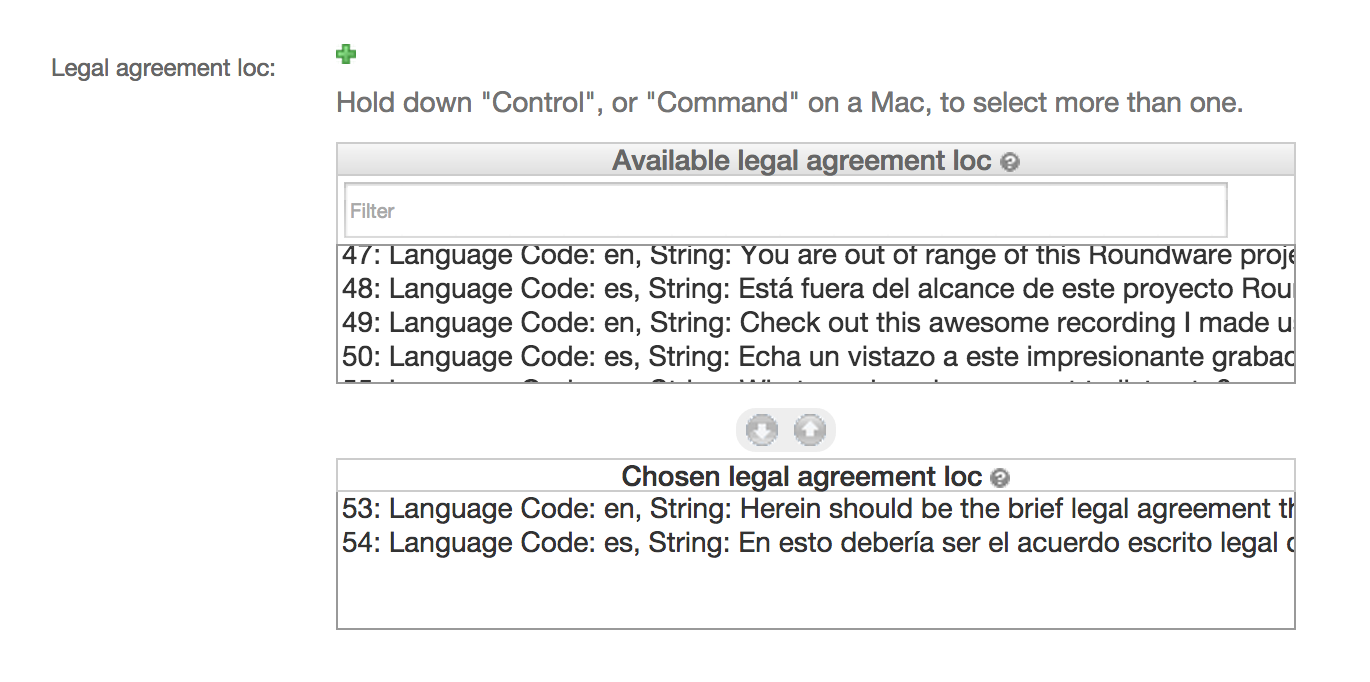 Legal agreement loc:
Hold down "Control", or "Command" on a Mac, to select more than one.
Available legal agreement loc
Filter
47: Language Code: en, String: You are out of range of this Roundware
48: Language Code: es, String: Está fuera del alcance de este proyecto
49: Language Code: en, String: Check out this awesome recording I made
50: Language Code: es, String: Echa un vistazo a este impresionante
Chosen legal agreement loc
53: Language Code: en, String: Herein should be the brief legal agreement
54: Language Code: es, String: En esto debería ser el acuerdo escrito legal